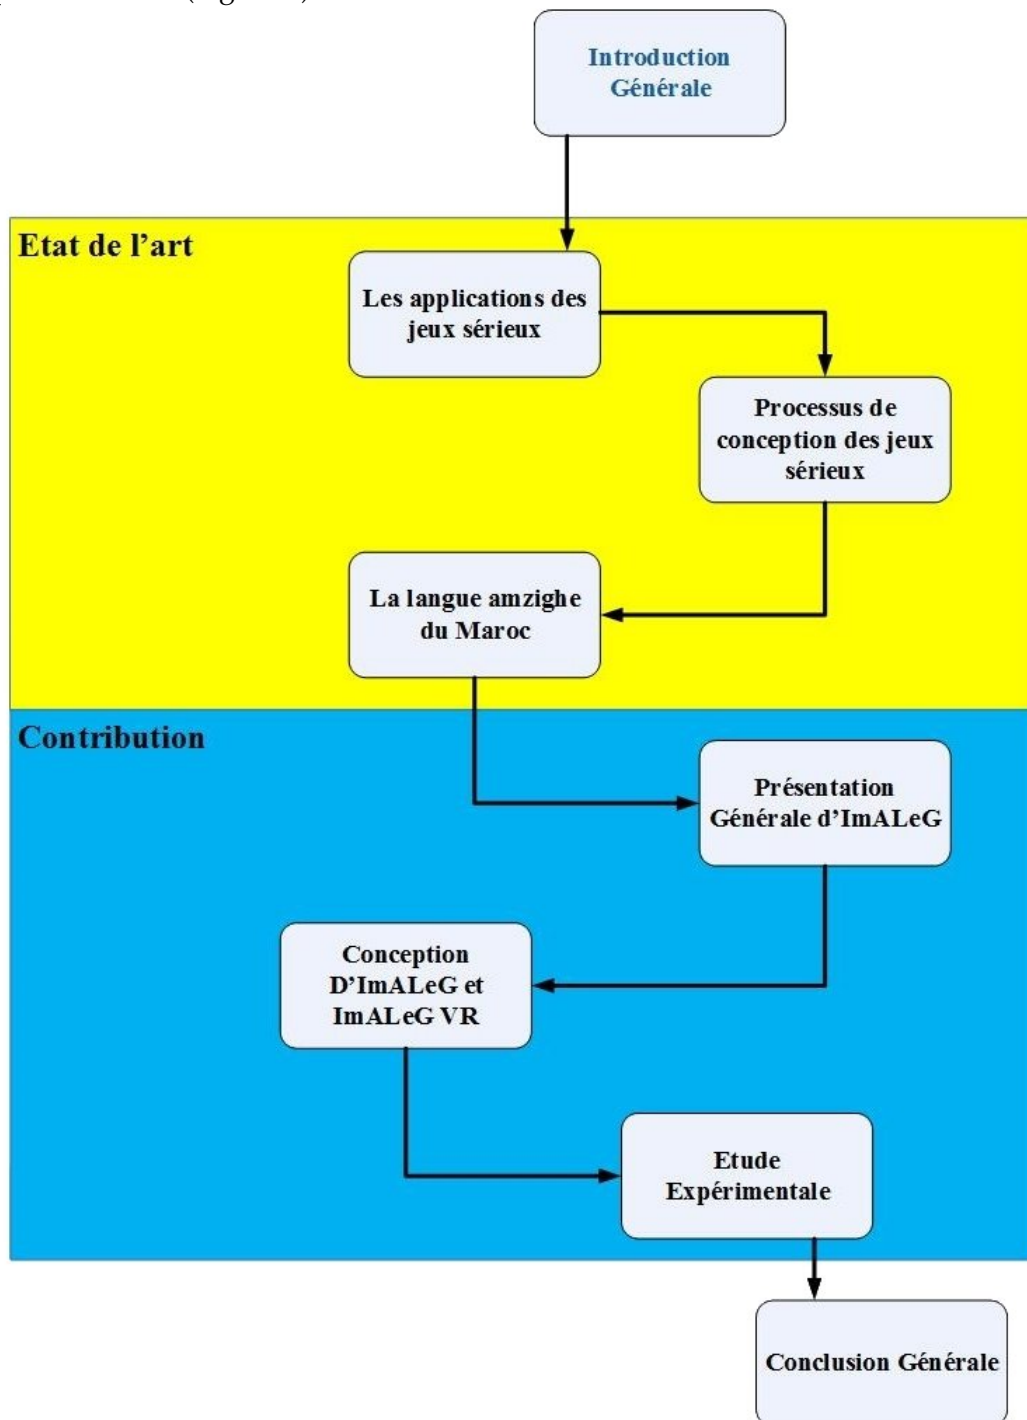 Introduction
Générale
Etat de l’art
Les applications des
jeux sérieux
Processus de
conception des jeux
sérieux
La langue amzighe
du Maroc
Contribution
Présentation
Générale d’ImALeG
Conception
D’ImALeG et
ImALeG VR
Etude
Expérimentale
Conclusion Générale